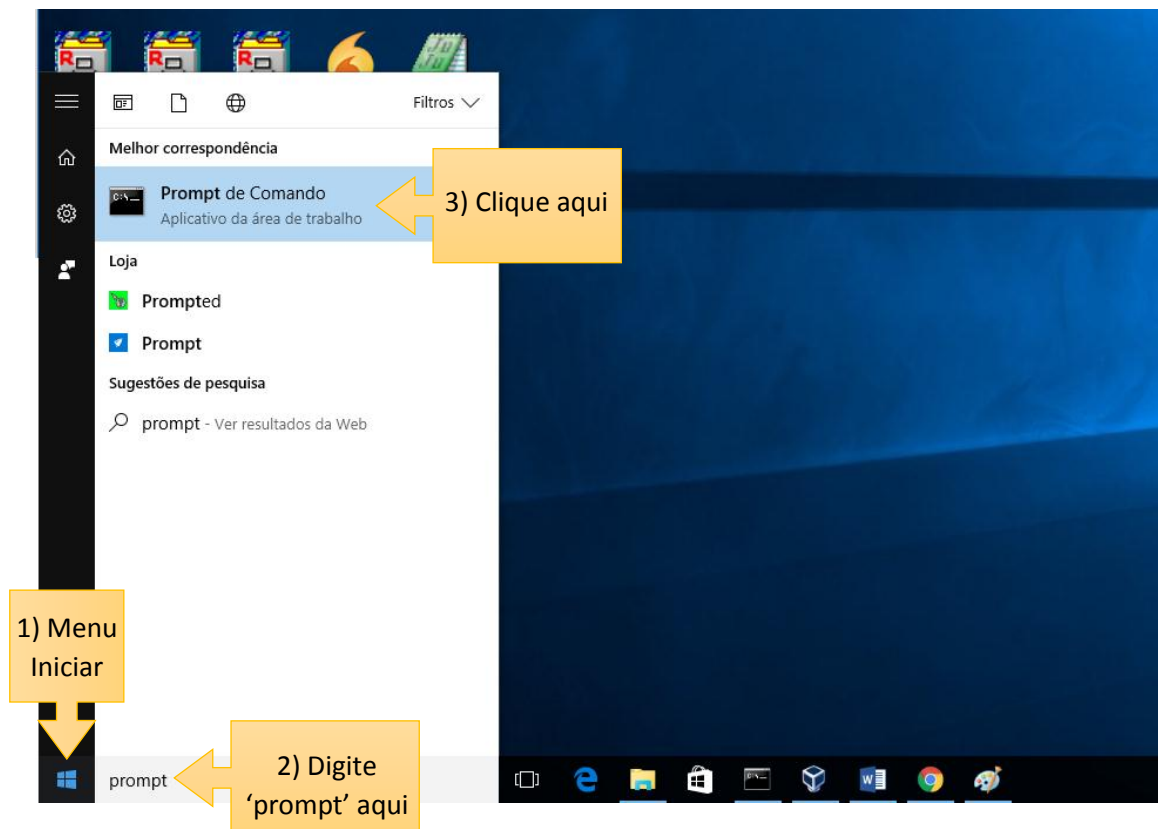 Filtros
Melhor correspondência
Prompt de Comando
Aplicativo da área de trabalho
3) Clique aqui
Loja
Prompted
Prompt
Sugestões de pesquisa
prompt - Ver resultados da Web
1) Menu
Iniciar
prompt
2) Digite
‘prompt’ aqui